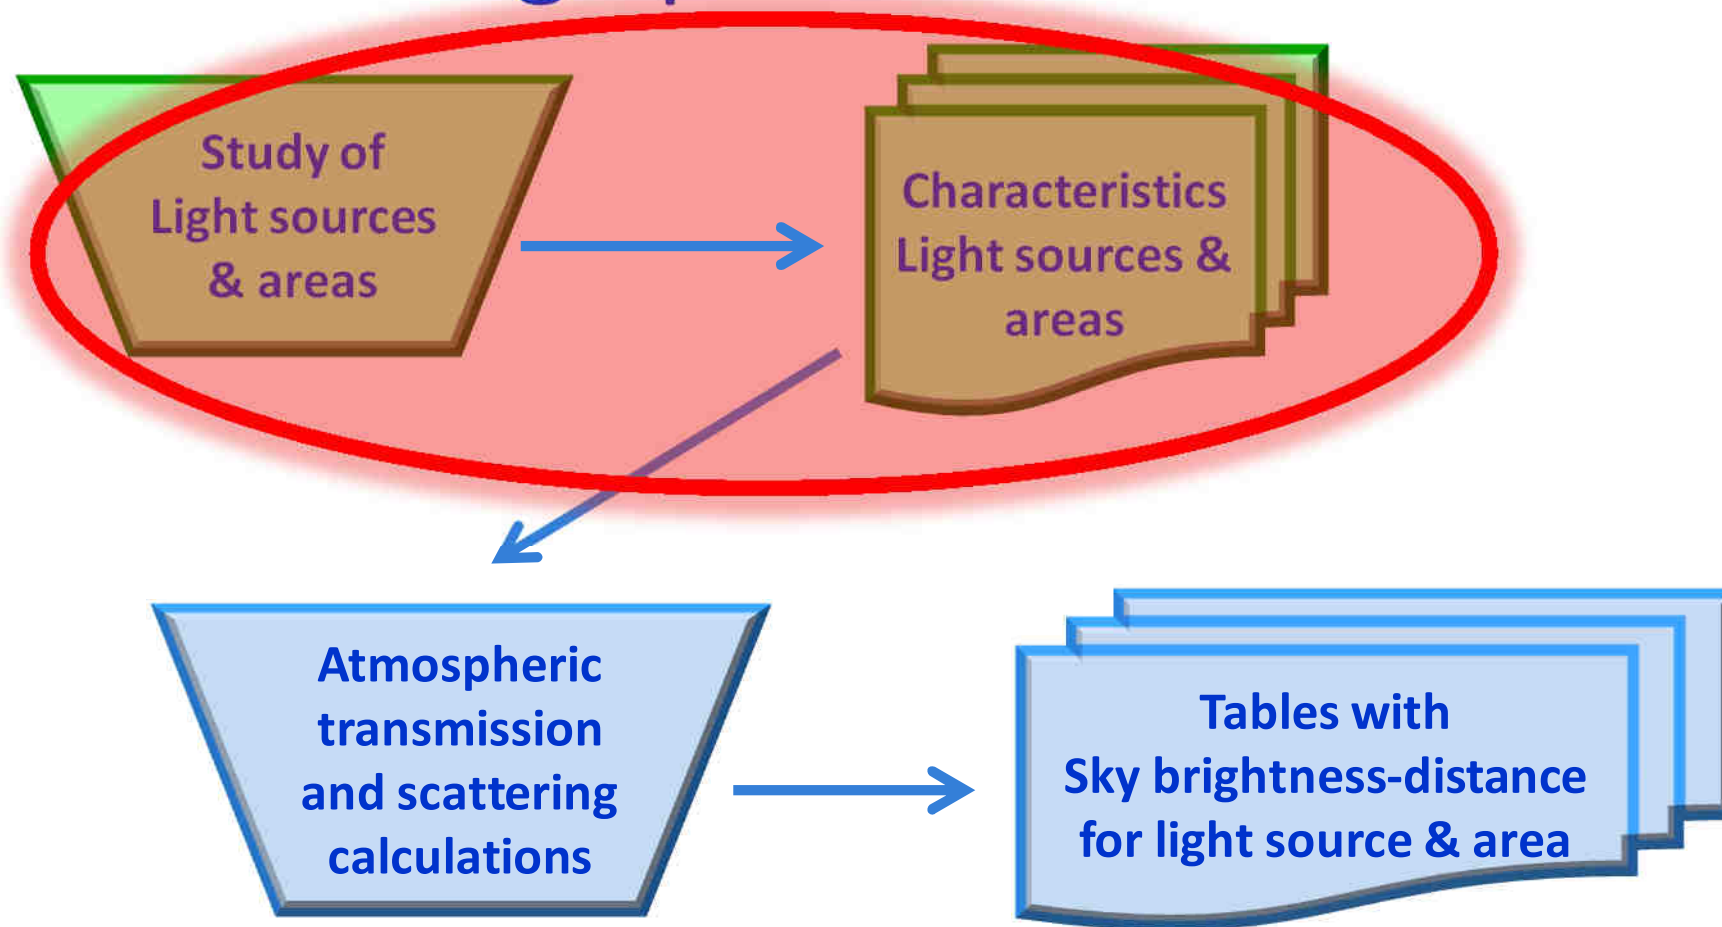 Study of
Light sources
& areas
Characteristics
Light sources &
areas
Atmospheric
transmission
and scattering
calculations
Tables with
Sky brightness-distance
for light source & area